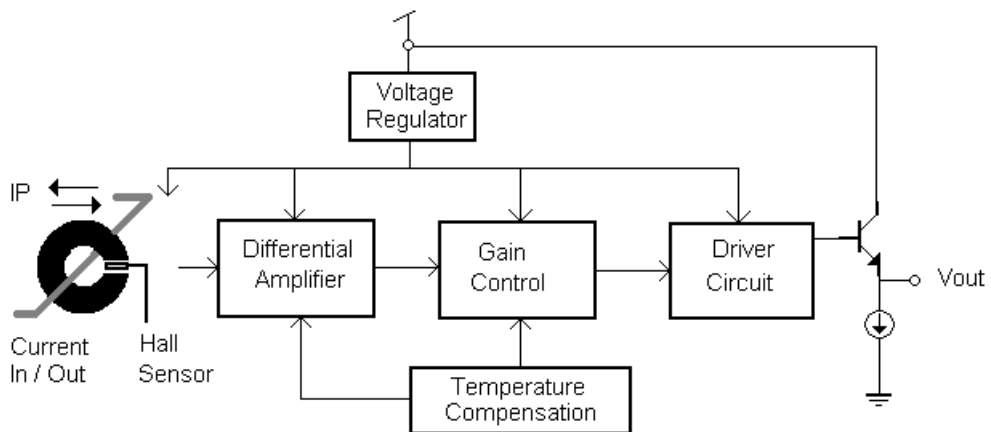 Voltage
Regulator
IP
Differential
Amplifier
Gain
Control
Driver
Circuit
Vout
Current
In / Out
Hall
Sensor
Temperature
Compensation